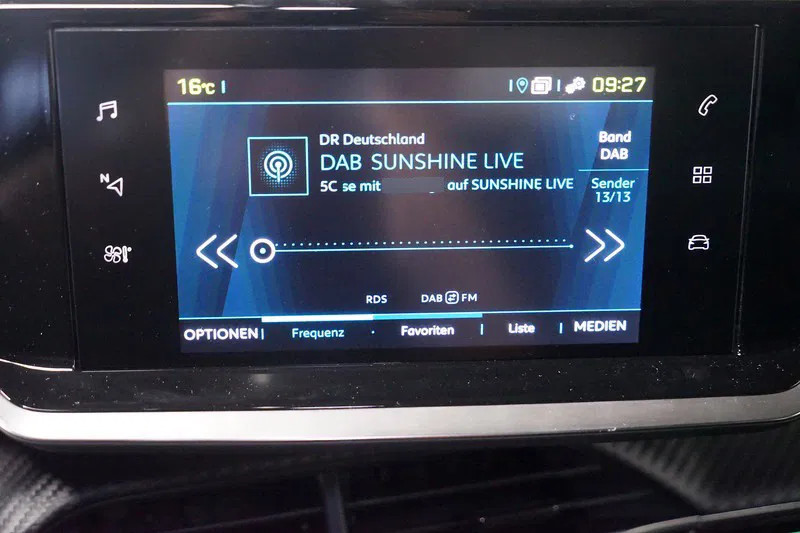 16°C
09:27
DR Deutschland
DAB SUNSHINE LIVE
5C se mit auf SUNSHINE LIVE
Band
DAB
Sender
13/13
N
RDS
DAB FM
OPTIONEN
Frequenz
Favoriten
Liste
MEDIEN